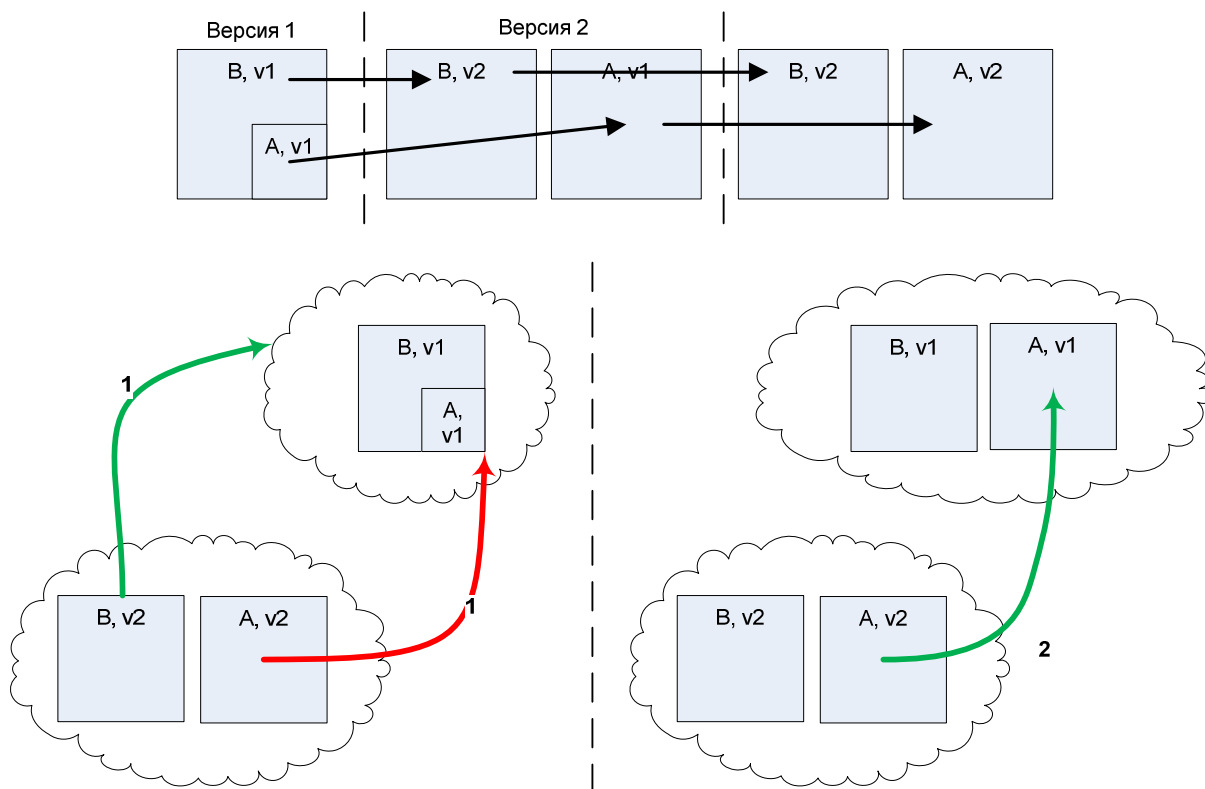 Версия 1
Версия 2
B, v1
B, v2
A, v1
B, v2
A, v2
A, v1
B, v1
A,
v1
B, v1
A, v1
1
1
B, v2
A, v2
B, v2
A, v2
2